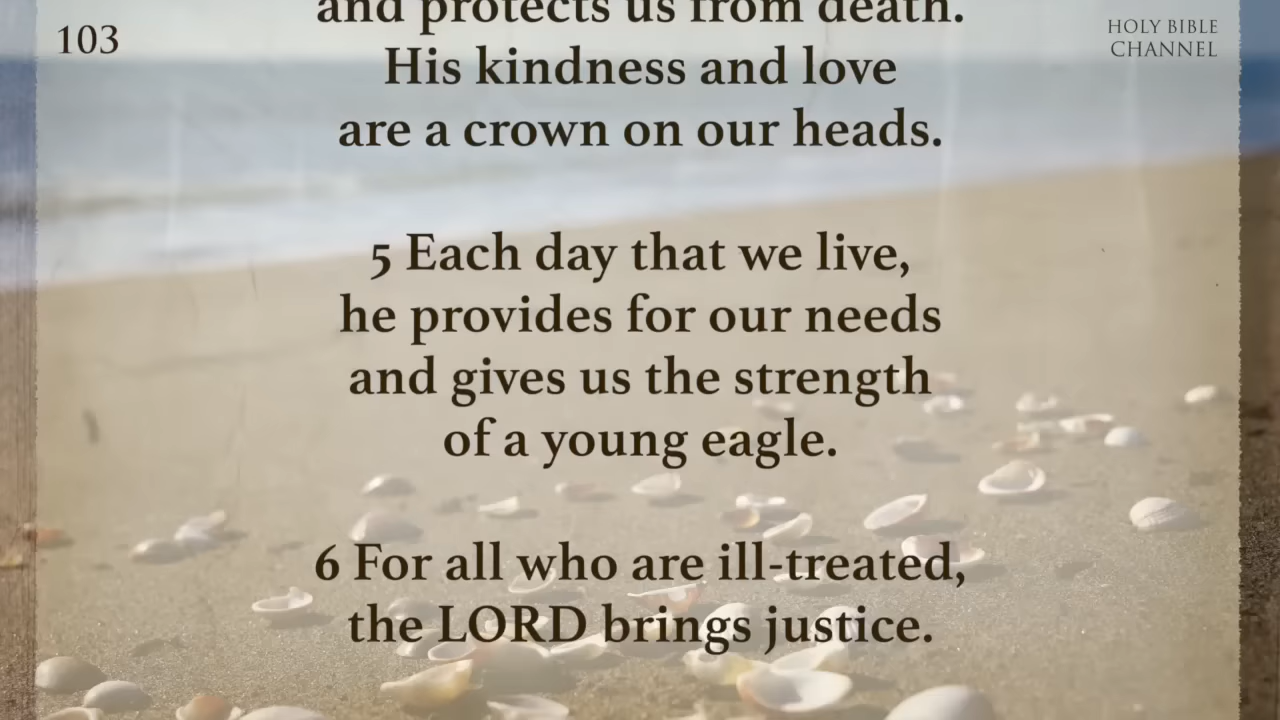 and protects us from death.
103
HOLY BIBLE
CHANNEL
His kindness and love
are a crown on our heads.
5 Each day that we live,
he provides for our needs
and gives us the strength
of a young eagle.
6 For all who are ill-treated,
the LORD brings justice.